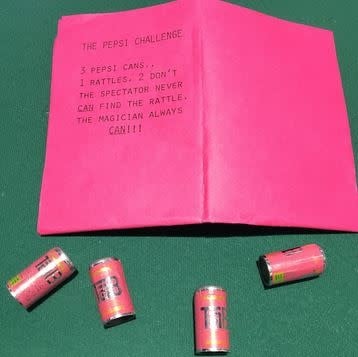 THE PEPSI CHALLENGE
3 PEPSI CANS..
1 RATTLES. 2 DON'T
THE SPECTATOR NEVER
CAN FIND THE RATTLE.
THE MAGICIAN ALWAYS
CAN!!!